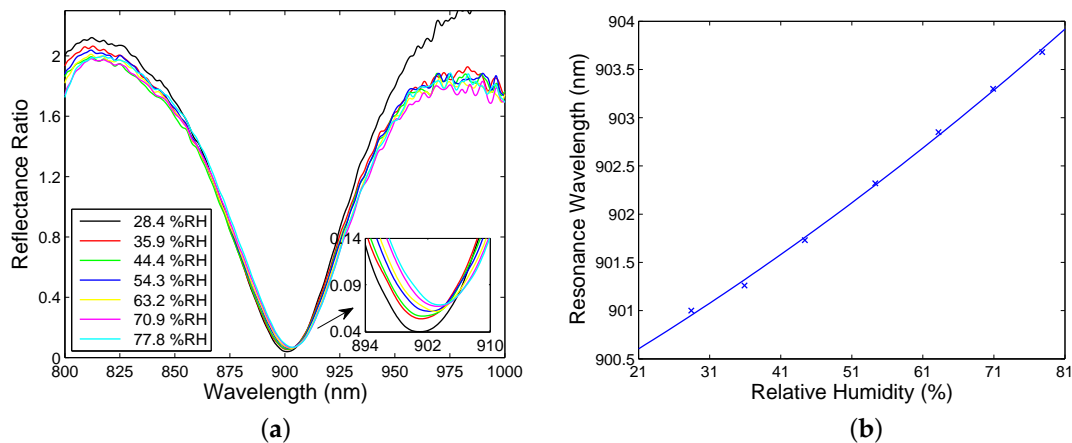 2
1.6
1.2
0.8
0.4
0
Reflectance Ratio
28.4 %RH
35.9 %RH
44.4 %RH
54.3 %RH
63.2 %RH
70.9 %RH
77.8 %RH
0.14
0.09
0.04
894 902 910
800 825 850 875 900 925 950 975 1000
Wavelength (nm)
(a)
904
903.5
903
902.5
902
901.5
901
900.5
Resonance Wavelength (nm)
21 31 41 51 61 71 81
Relative Humidity (%)
(b)